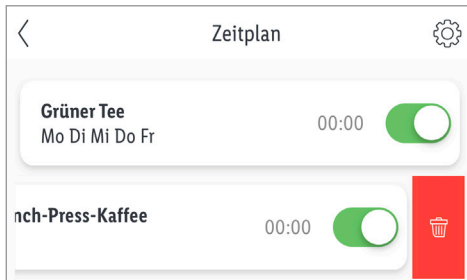 Zeitplan
Grüner Tee
Mo Di Mi Do Fr
00:00
nch-Press-Kaffee
00:00